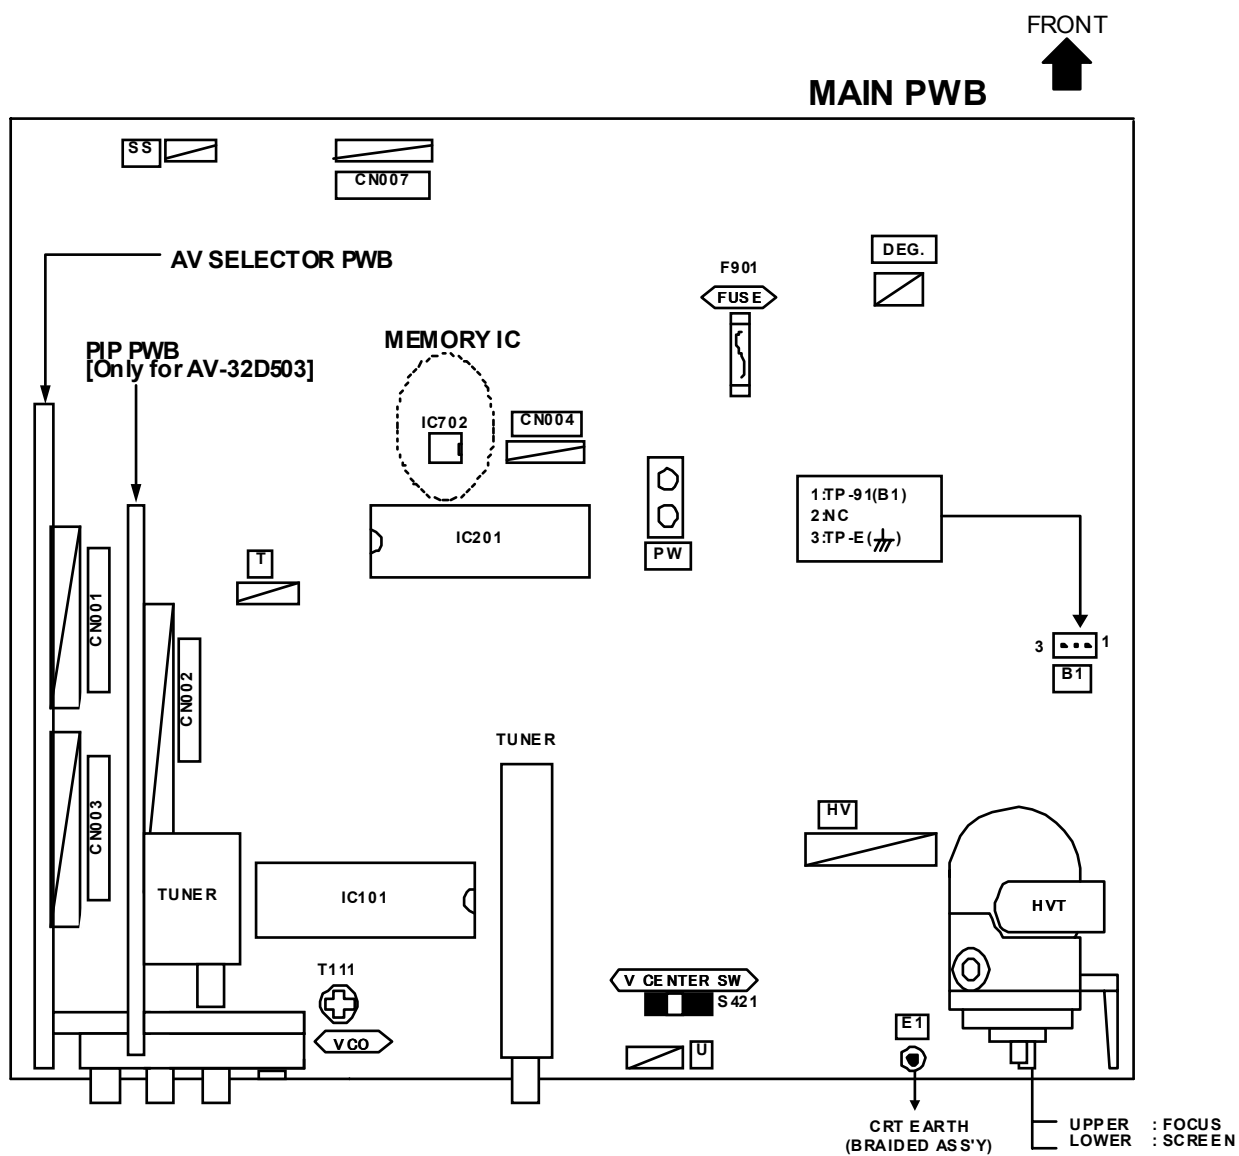 FRONT
MAIN PWB
SS
CN007
AV SELECTOR PWB
DEG.
F901
FUSE
PIP PWB
[Only for AV-32D503]
MEMORY IC
IC702
CN004
1:TP-91(B1)
2:NC
3:TP-E( )
IC201
PW
T
CN001
CN002
3
1
B1
TUNER
CN003
HV
TUNER
IC101
HVT
T111
V CENTER SW
S421
VCO
U
E1
CRT EARTH
(BRAIDED ASS'Y)
UPPER : FOCUS
LOWER : SCREEN